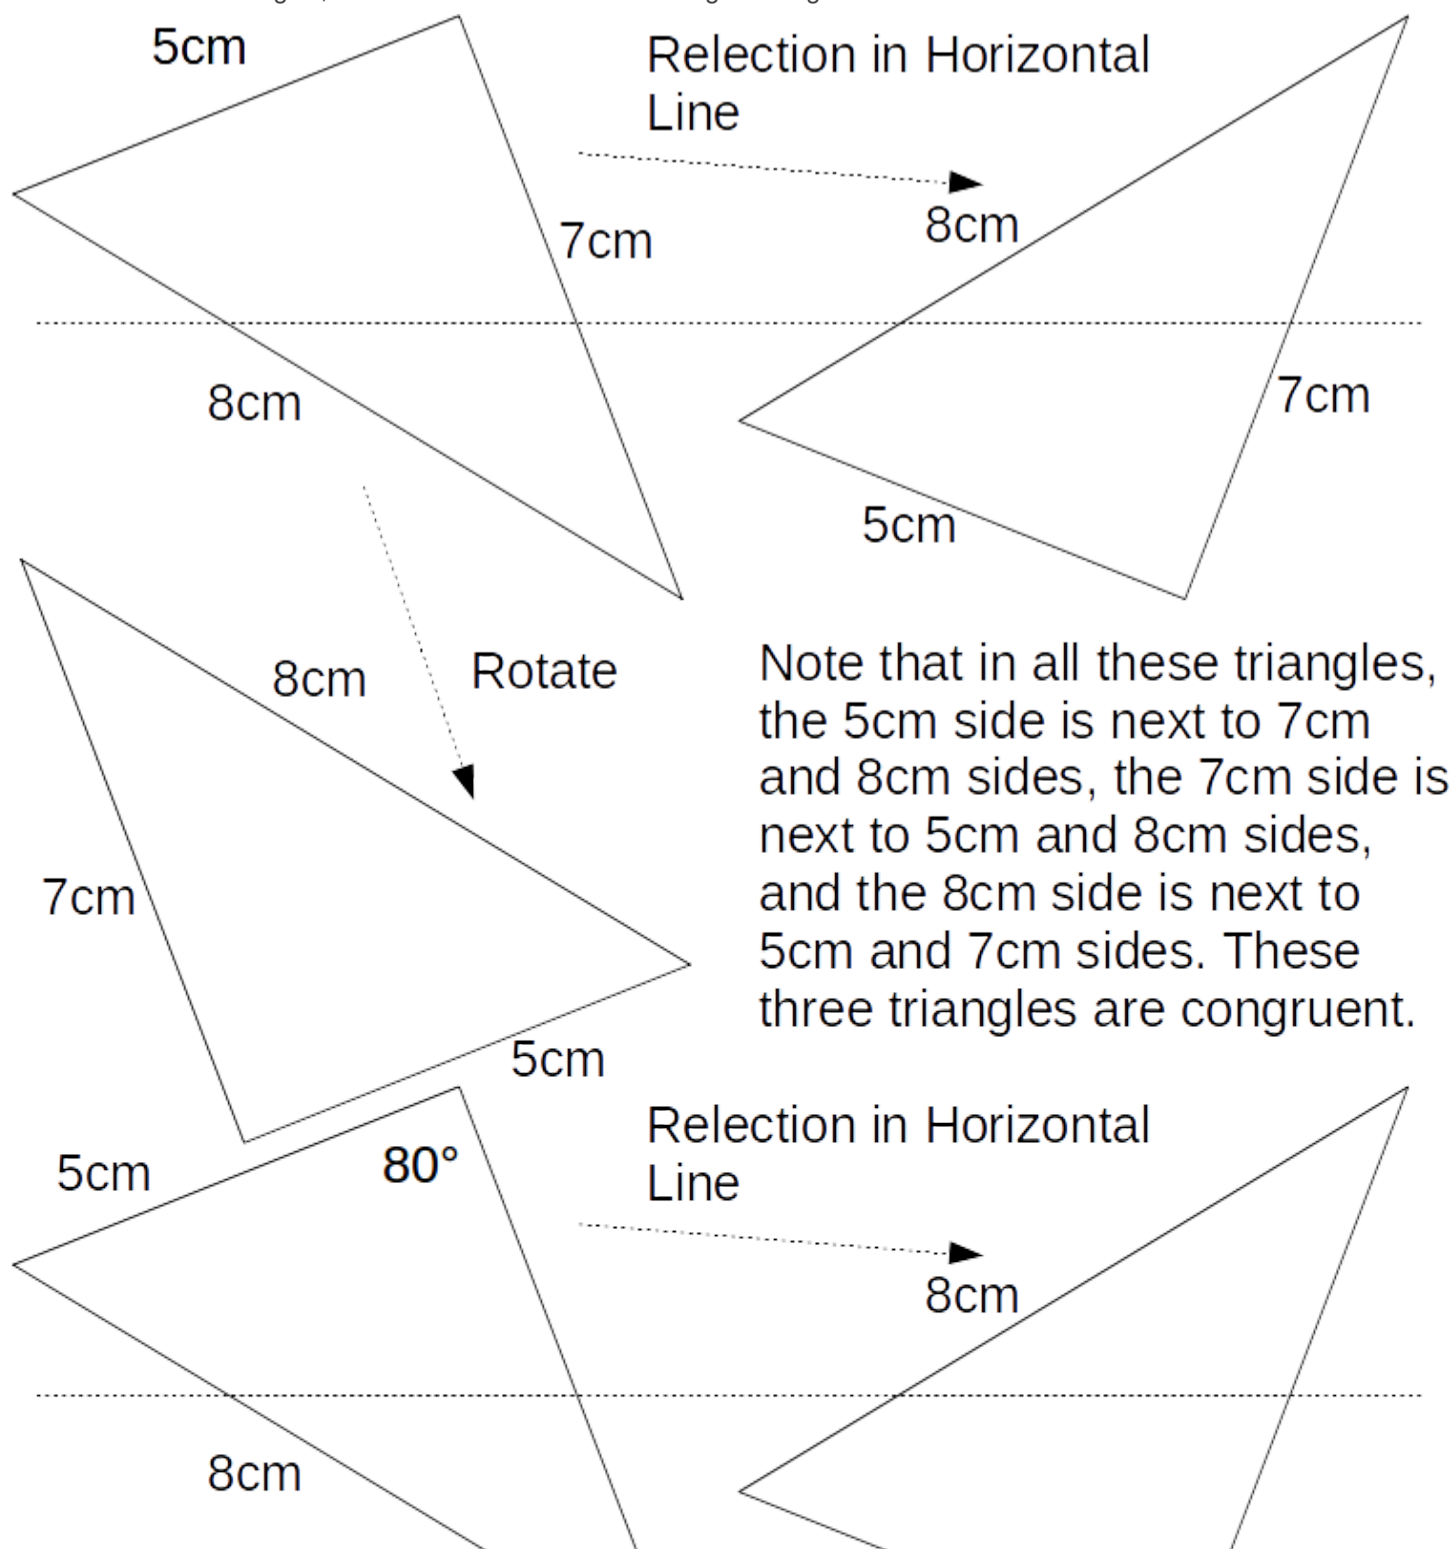 5cm
Relection in Horizontal
Line
7cm
8cm
8cm
7cm
5cm
8cm
Rotate
7cm
5cm
Note that in all these triangles,
the 5cm side is next to 7cm
and 8cm sides, the 7cm side is
next to 5cm and 8cm sides,
and the 8cm side is next to
5cm and 7cm sides. These
three triangles are congruent.
5cm
80°
Relection in Horizontal
Line
8cm
8cm